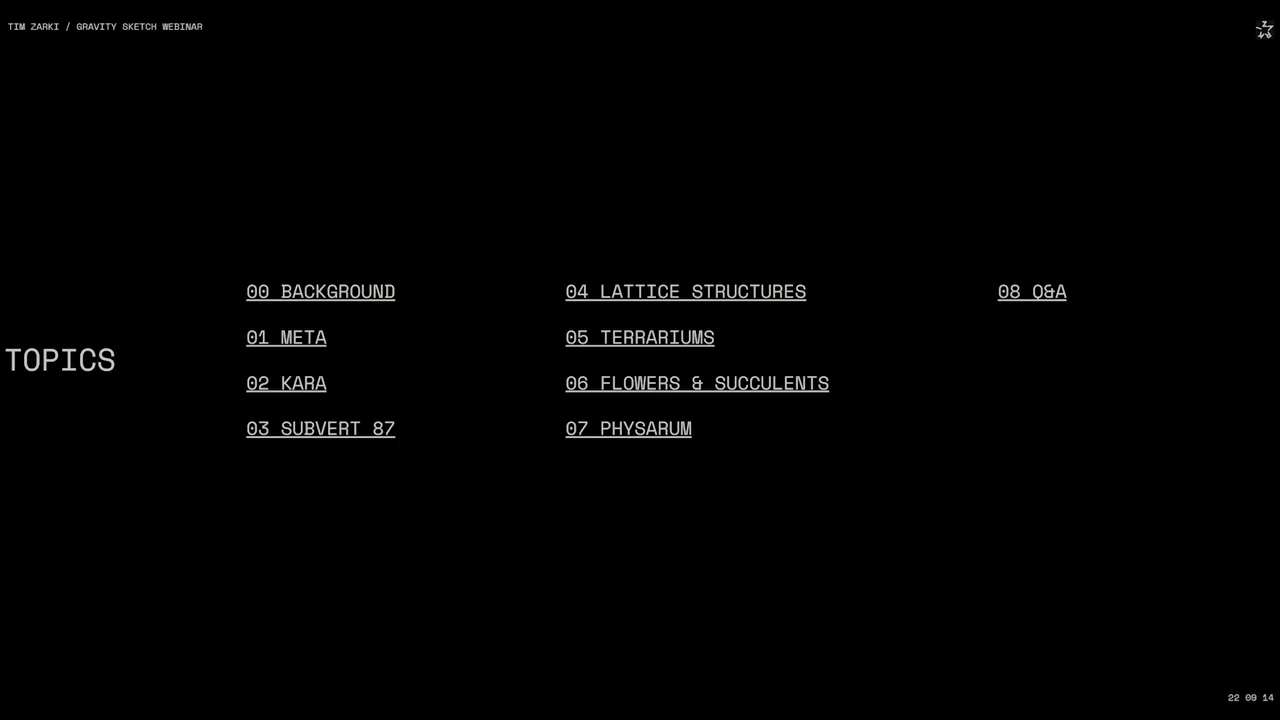 TIM ZARKI / GRAVITY SKETCH WEBINAR
TOPICS
00 BACKGROUND
01 META
02 KARA
03 SUBVERT 87
04 LATTICE STRUCTURES
05 TERRARIUMS
06 FLOWERS & SUCCULENTS
07 PHYSARUM
08 Q&A
22 09 14